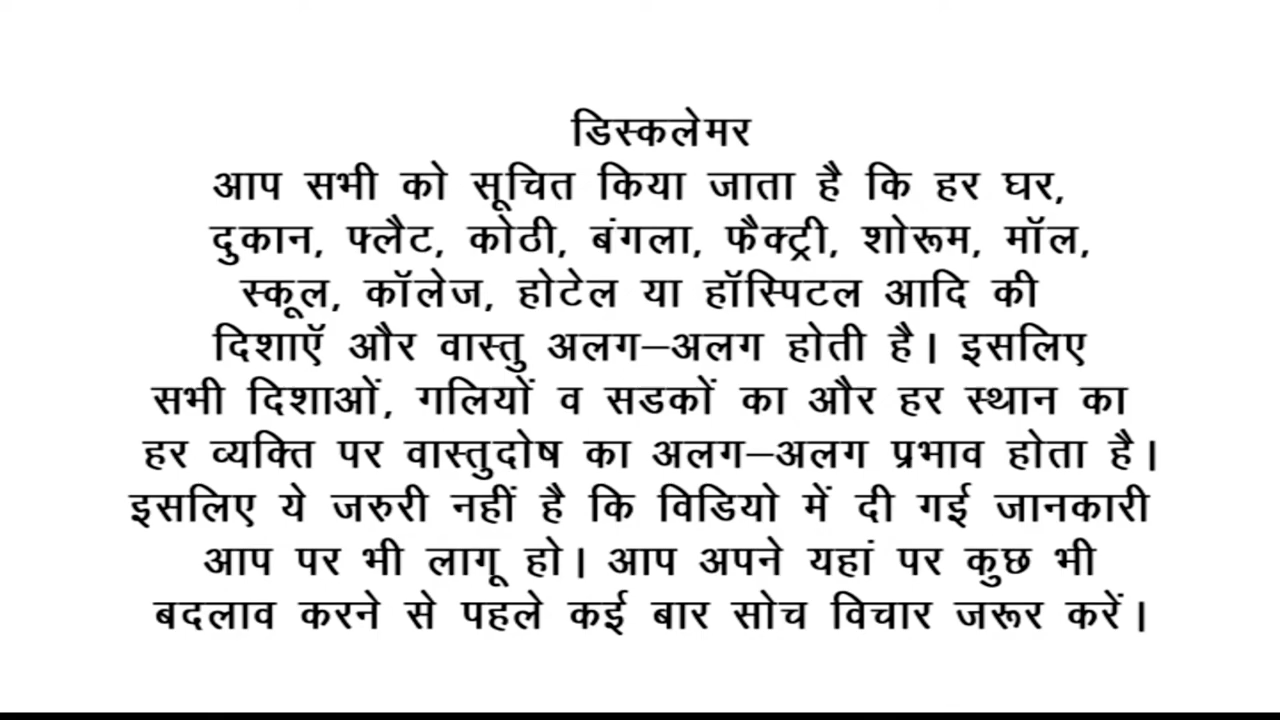 डिस्कलेमर
आप सभी को सूचित किया जाता है कि हर घर,
दुकान, फ्लैट, कोठी, बंगला, फैक्ट्री, शोरूम, मॉल,
स्कूल, कॉलेज, होटेल या हॉस्पिटल आदि की
दिशाऍ और वास्तु अलग–अलग होती है। इसलिए
सभी दिशाओं, गलियों व सडकों का और हर स्थान का
हर व्यक्ति पर वास्तुदोष का अलग–अलग प्रभाव होता है।
इसलिए ये जरुरी नहीं है कि विडियो में दी गई जानकारी
आप पर भी लागू हो। आप अपने यहां पर कुछ भी
बदलाव करने से पहले कई बार सोच विचार जरूर करें।